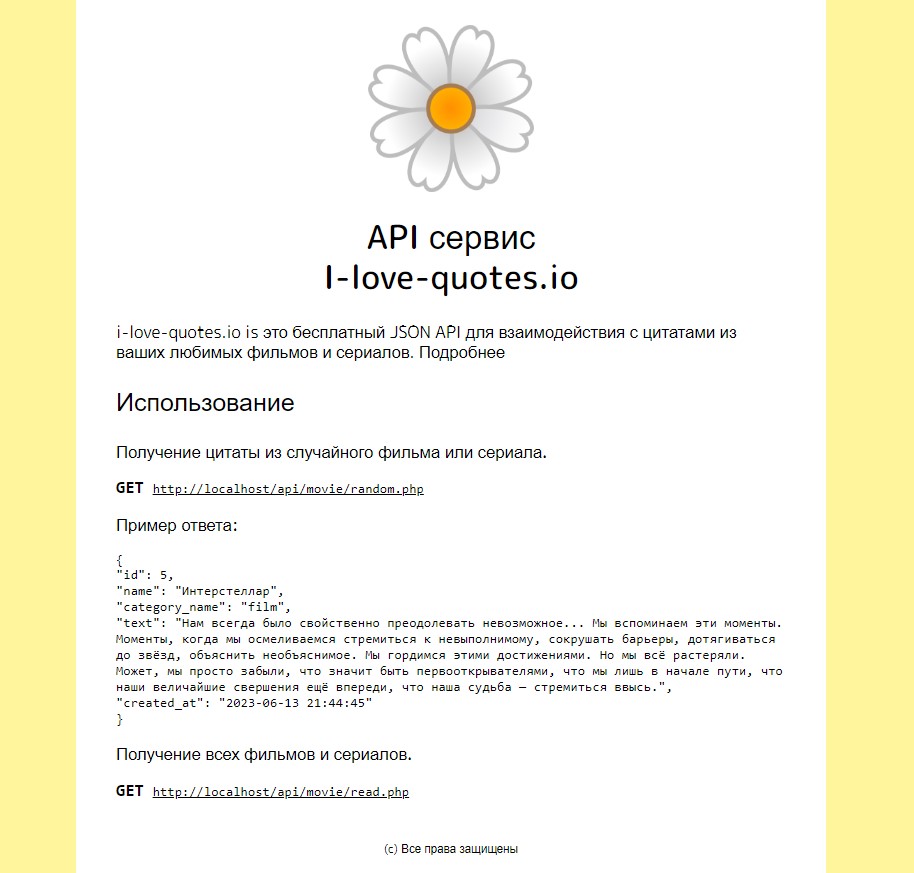 API сервис
I-love-quotes.io
i-love-quotes.io is это бесплатный JSON API для взаимодействия с цитатами из
ваших любимых фильмов и сериалов. Подробнее
Использование
Получение цитаты из случайного фильма или сериала.
GET http://localhost/api/movie/random.php
Пример ответа:
{
"id": 5,
"name": "Интерстеллар",
"category_name": "film",
"text": "Нам всегда было свойственно преодолевать невозможное... Мы вспоминаем эти моменты.
Моменты, когда мы осмеливаемся стремиться к невыполнимому, сокрушать барьеры, дотягиваться
до звёзд, объяснить необъяснимое. Мы гордимся этими достижениями. Но мы всё растеряли.
Может, мы просто забыли, что значит быть первооткрывателями, что мы лишь в начале пути, что
наши величайшие свершения ещё впереди, что наша судьба — стремиться ввысь.",
"created_at": "2023-06-13 21:44:45"
}
Получение всех фильмов и сериалов.
GET http://localhost/api/movie/read.php
(c) Все права защищены